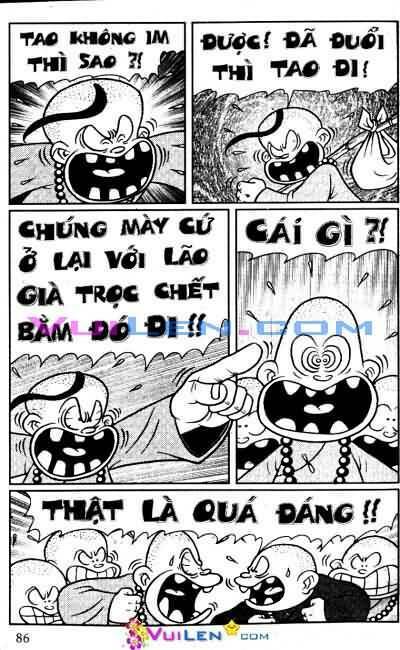 TAO KHÔNG IM
THÌ SAO ?!
ĐƯỢC! ĐÃ ĐUỔI
THÌ TAO ĐI!
CHÚNG MÀY CỨ
Ở LẠI VỚI LÃO
GIÀ TRỌC CHẾT
BẰM ĐÓ ĐI!!
CÁI GÌ ?!
VUILEN.COM
THẬT LÀ QUÁ ĐÁNG !!
86
VUILEN.COM